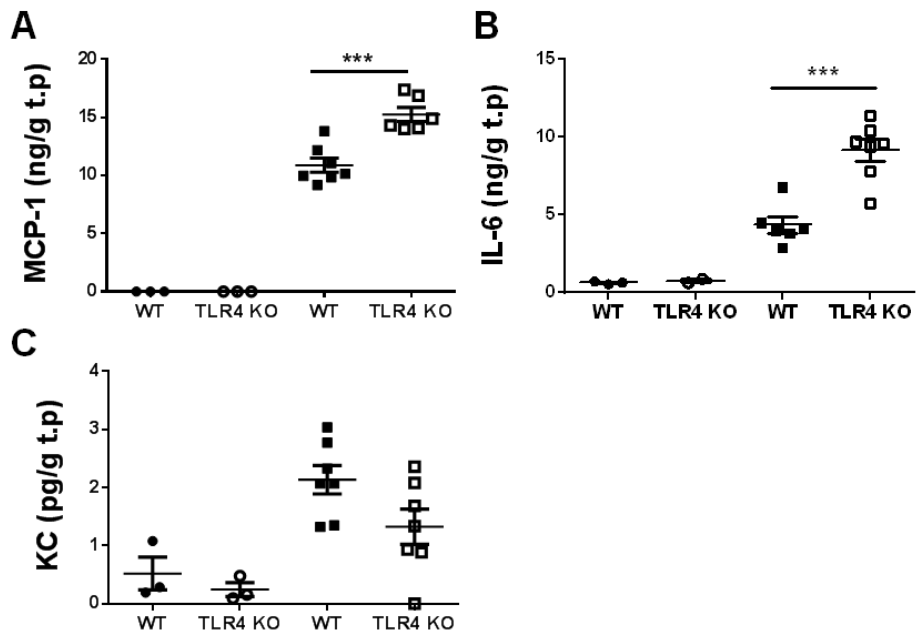 A
MCP-1 (ng/g t.p)
20
15
10
5
0
***
WT
TLR4 KO
WT
TLR4 KO
B
IL-6 (ng/g t.p)
15
10
5
0
***
WT
TLR4 KO
WT
TLR4 KO
C
KC (pg/g t.p)
4
3
2
1
0
WT
TLR4 KO
WT
TLR4 KO